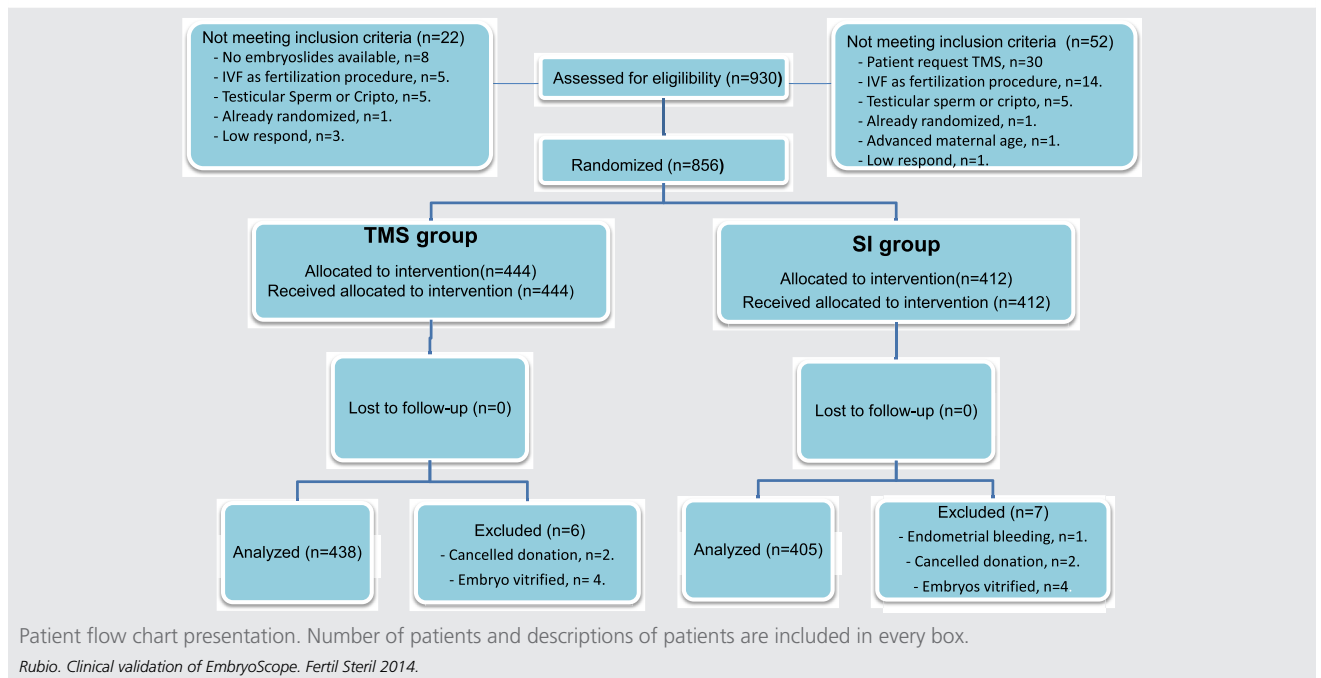 Not meeting inclusion criteria (n=22)
- No embryoslides available, n=8
- IVF as fertilization procedure, n=5.
- Testicular Sperm or Cripto, n=5.
- Already randomized, n=1.
- Low respond, n=3.
Assessed for eligilibility (n=930)
Not meeting inclusion criteria (n=52)
- Patient request TMS, n=30
- IVF as fertilization procedure, n=14.
- Testicular sperm or cripto, n=5.
- Already randomized, n=1.
- Advanced maternal age, n=1.
- Low respond, n=1.
Randomized (n=856)
TMS group
Allocated to intervention(n=444)
Received allocated to intervention (n=444)
SI group
Allocated to intervention(n=412)
Received allocated to intervention (n=412)
Lost to follow-up (n=0)
Lost to follow-up (n=0)
Analyzed (n=438)
Excluded (n=6)
- Cancelled donation, n=2.
- Embryo vitrified, n= 4.
Analyzed (n=405)
Excluded (n=7)
- Endometrial bleeding, n=1.
- Cancelled donation, n=2.
- Embryos vitrified, n=4.
Patient flow chart presentation. Number of patients and descriptions of patients are included in every box.
Rubio. Clinical validation of EmbryoScope. Fertil Steril 2014.